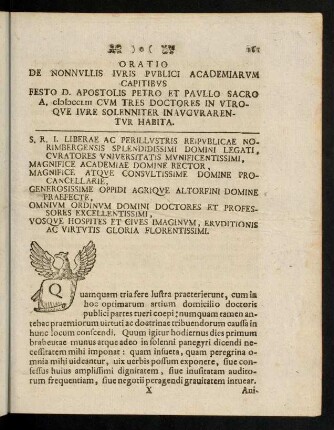 )o( 161
ORATIO
DE NONNVLLIS IVRIS PVBLICI ACADEMIARVM
CAPITIBVS
FESTO D. APOSTOLIS PETRO ET PAVLLO SACRO
A. CVM TRES DOCTORES IN VTRO-
QVE IVRE SOLENNITER INAVGVRAREN-
TVR HABITA.
S. R. I. LIBERAE AC PERILLVSTRIS REIPVBLICAE NO-
RIMBERGENSIS SPLENDIDISSIMI DOMINI LEGATI,
CVRATORES VNIVERSITATIS MVNIFICENTISSIMI,
MAGNIFICE ACADEMIAE DOMINE RECTOR,
MAGNIFICE ATQVE CONSVLTISSIME DOMINE PRO-
CANCELLARIE,
GENEROSISSIME OPPIDI AGRIQVE ALTORFINI DOMINE
PRAEFECTE,
OMNIVM ORDINVM DOMINI DOCTORES ET PROFES-
SORES EXCELLENTISSIMI,
VOSQVE HOSPITES ET CIVES IMAGINVM, ERVDITIONIS
AC VIRTVTIS GLORIA FLORENTISSIMI.
Quamquam tria fere lustra praeterierunt, cum in
hoc optimarum artium domicilio doctoris
publici partes tueri coepi: numquam tamen an-
tehac praemiorum virtuti ac doctrinae tribuendorum caussa in
hunc locum conscendi. Quum igitur hodiernus dies primum
brabeutae munus atque adeo in solenni panegyri dicendi ne-
cessitatem mihi imponat: quam insueta, quam peregrina o-
mnia mihi videantur, vix verbis possum exponere, siue con-
sessus huius amplissimi dignitatem, siue inusitatam audito-
rum frequentiam, siue negotii peragendi grauitatem intuear.
X Ani-